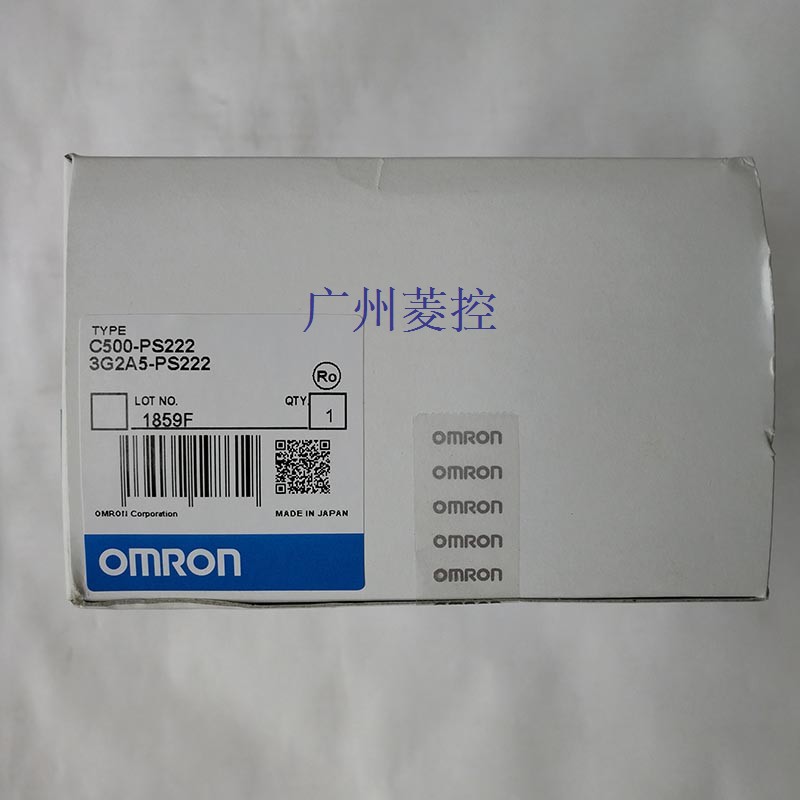 广州菱控
TYPE
C500-PS222
3G2A5-PS222
Ro
LOT NO.
QTY.
1859F
1
OMRON Corporation
MADE IN JAPAN
OMRON
OMRON
OMRON
OMRON
OMRON
OMRON